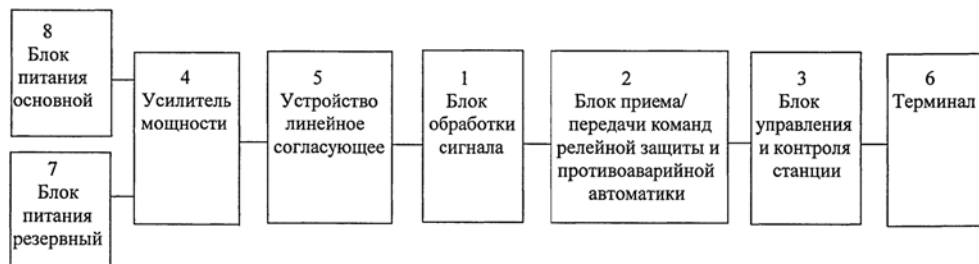 8
Блок
питания
основной
7
Блок
питания
резервный
4
Усилитель
мощности
5
Устройство
линейное
согласующее
1
Блок
обработки
сигнала
2
Блок приема/
передачи команд
релейной защиты и
противоаварийной
автоматики
3
Блок
управления
и контроля
станции
6
Терминал